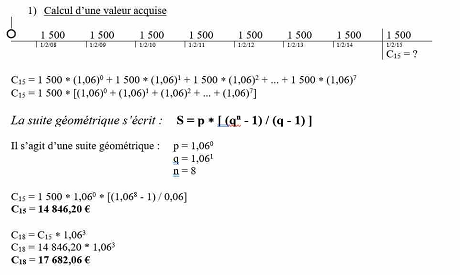 1) Calcul d'une valeur acquise
1 500 1 500 1 500 1 500 1 500 1 500 1 500 1 500
1/2/08 1/2/09 1/2/10 1/2/11 1/2/12 1/2/13 1/2/14 1/2/15
C15 = ?
C15 = 1 500 * (1,06)⁰ + 1 500 * (1,06)¹ + 1 500 * (1,06)² + ... + 1 500 * (1,06)⁷
C15 = 1 500 * [(1,06)⁰ + (1,06)¹ + (1,06)² + ... + (1,06)⁷]
La suite géométrique s'écrit : S = p * [ (qⁿ - 1) / (q - 1) ]
Il s'agit d'une suite géométrique : p = 1,06⁰
q = 1,06¹
n = 8
C15 = 1 500 * 1,06⁰ * [(1,06⁸ - 1) / 0,06]
C15 = 14 846,20 €
C18 = C15 * 1,06³
C18 = 14 846,20 * 1,06³
C18 = 17 682,06 €